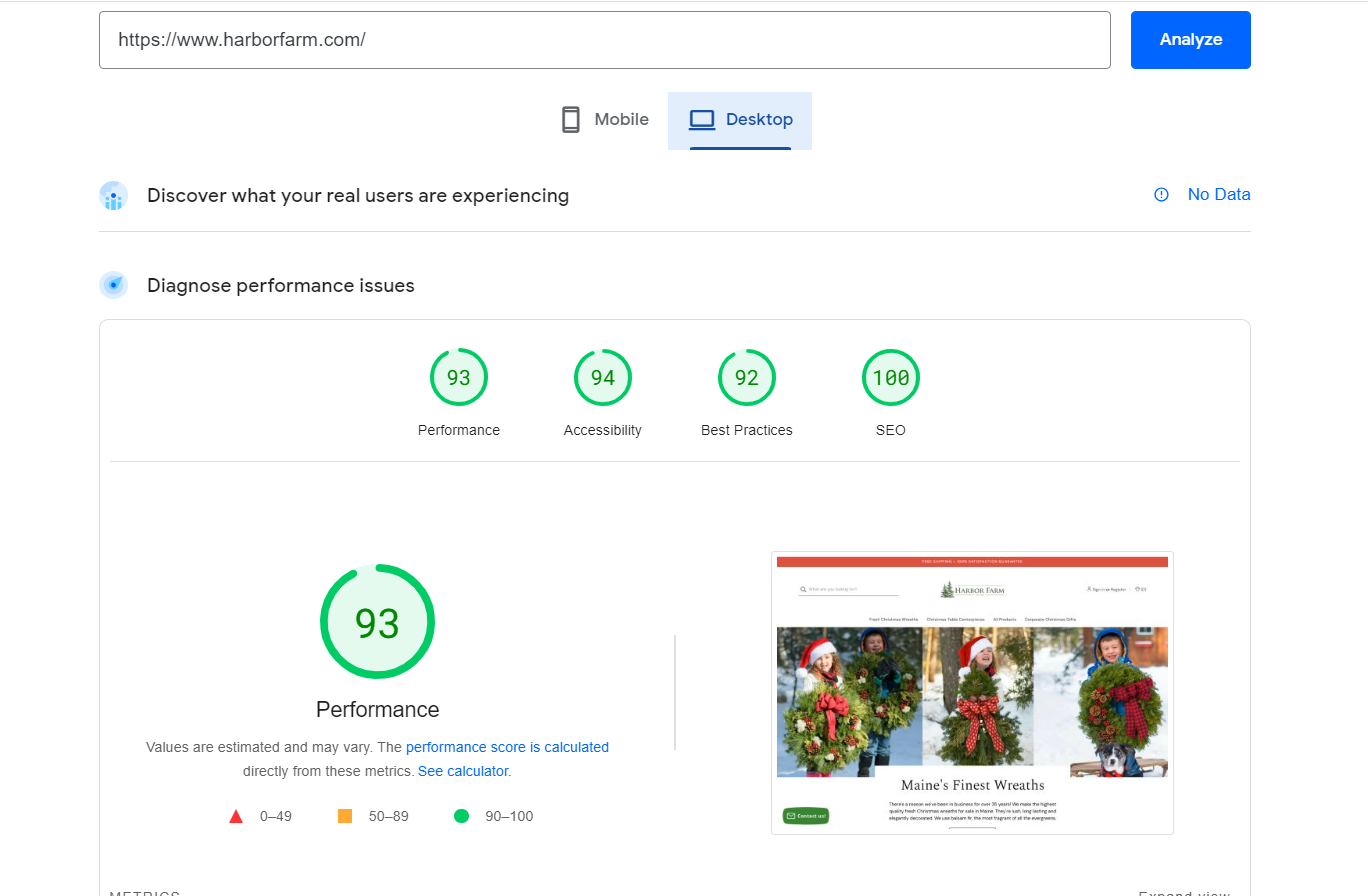 https://www.harborfarm.com/
Analyze
Mobile
Desktop
Discover what your real users are experiencing
No Data
Diagnose performance issues
93
94
92
100
Performance
Accessibility
Best Practices
SEO
93
Performance
Values are estimated and may vary. The performance score is calculated
directly from these metrics. See calculator.
0–49
50–89
90–100
FREE SHIPPING + 100% SATISFACTION GUARANTEE
What are you looking for?
HARBOR FARM
Sign in or Register
(0)
Fresh Christmas Wreaths
Christmas Table Centerpieces
All Products
Corporate Christmas Gifts
Maine's Finest Wreaths
There's a reason we've been in business for over 35 years! We make the highest
quality fresh Christmas wreaths for sale in Maine. They're lush, long lasting and
elegantly decorated. We use balsam fir, the most fragrant of all the evergreens.
Contact us!
METRICS
Expand view